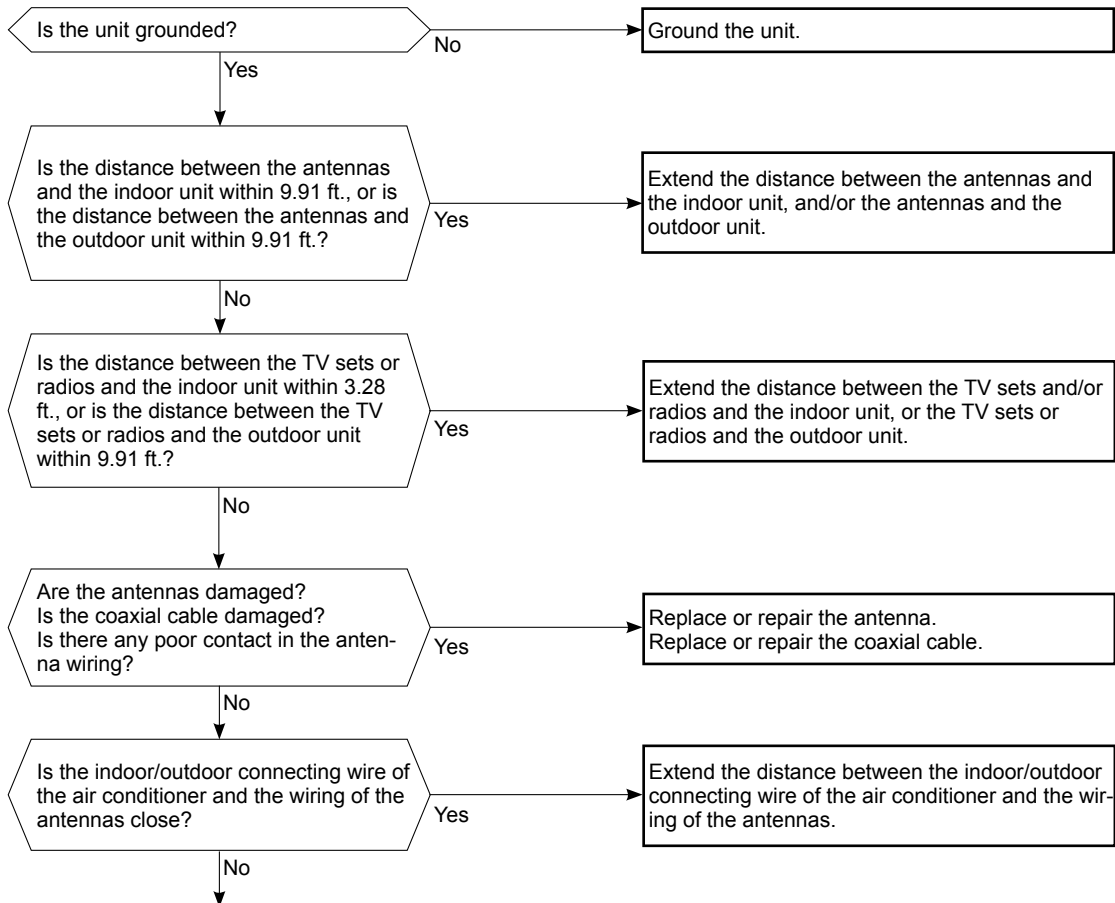 Is the unit grounded?
No
Ground the unit.
Yes
Is the distance between the antennas
and the indoor unit within 9.91 ft., or is
the distance between the antennas and
the outdoor unit within 9.91 ft.?
Yes
Extend the distance between the antennas and
the indoor unit, and/or the antennas and the
outdoor unit.
No
Is the distance between the TV sets or
radios and the indoor unit within 3.28
ft., or is the distance between the TV
sets or radios and the outdoor unit
within 9.91 ft.?
Yes
Extend the distance between the TV sets and/or
radios and the indoor unit, or the TV sets or
radios and the outdoor unit.
No
Are the antennas damaged?
Is the coaxial cable damaged?
Is there any poor contact in the anten-
na wiring?
Yes
Replace or repair the antenna.
Replace or repair the coaxial cable.
No
Is the indoor/outdoor connecting wire of
the air conditioner and the wiring of the
antennas close?
Yes
Extend the distance between the indoor/outdoor
connecting wire of the air conditioner and the wir-
ing of the antennas.
No